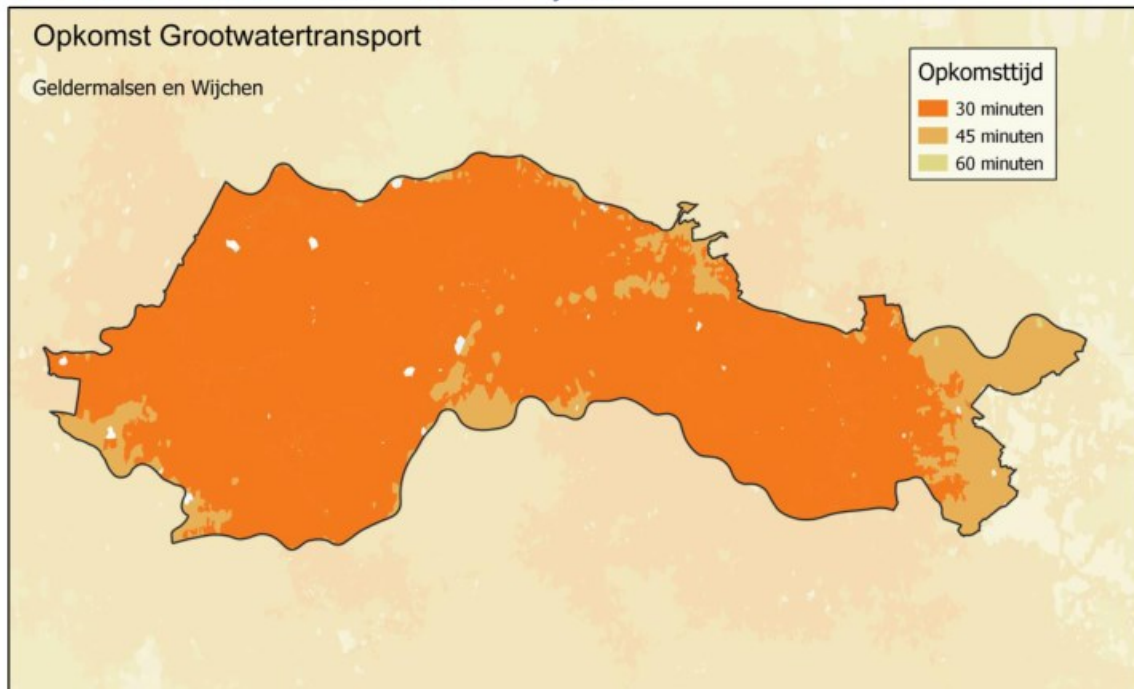 Opkomst Grootwatertransport
Geldermalsen en Wijchen
Opkomsttijd
30 minuten
45 minuten
60 minuten